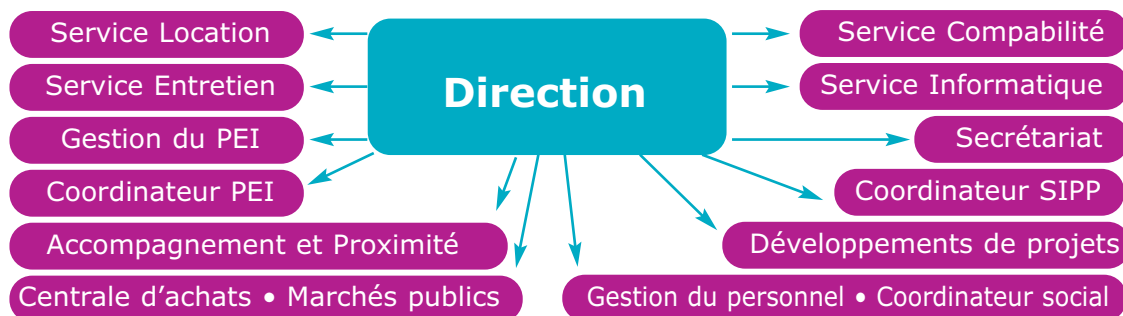 Service Location
Service Entretien
Gestion du PEI
Coordinateur PEI
Accompagnement et Proximité
Centrale d’achats • Marchés publics
Direction
Service Compabilité
Service Informatique
Secrétariat
Coordinateur SIPP
Développements de projets
Gestion du personnel • Coordinateur social